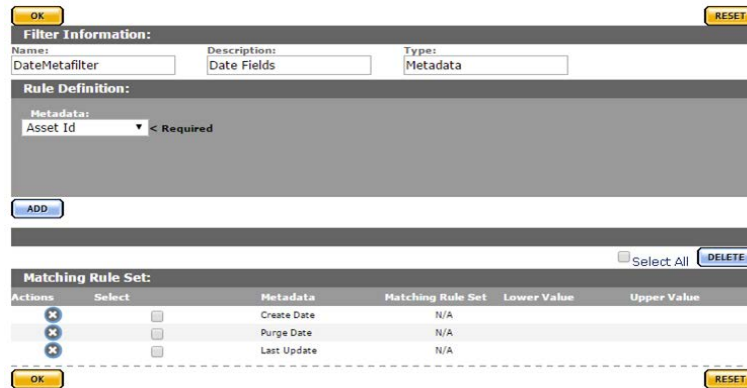 OK RESET
Filter Information:
Name: Description: Type:
DateMetafilter Date Fields Metadata
Rule Definition:
Metadata:
Asset Id < Required
ADD
Select All DELETE
Matching Rule Set:
Actions Select Metadata Matching Rule Set Lower Value Upper Value
Create Date N/A
Purge Date N/A
Last Update N/A
OK RESET